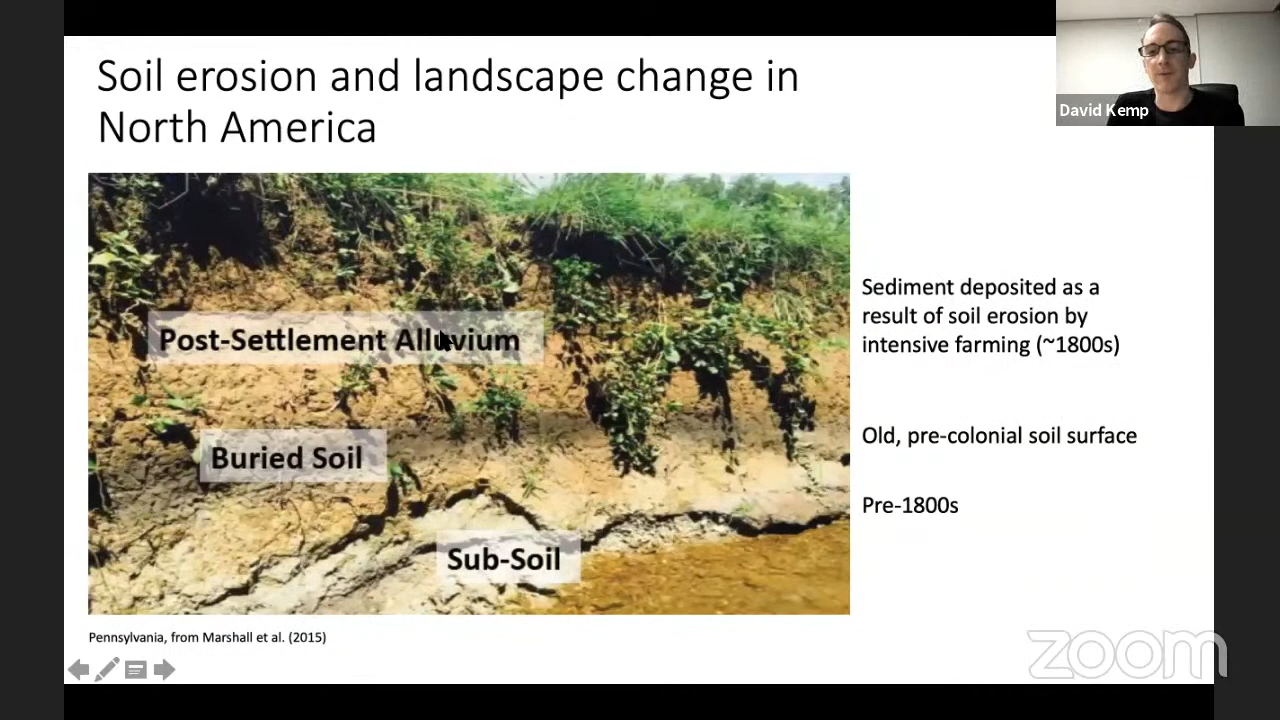 Soil erosion and landscape change in
North America
David Kemp
Post-Settlement Alluvium
Buried Soil
Sub-Soil
Sediment deposited as a
result of soil erosion by
intensive farming (~1800s)
Old, pre-colonial soil surface
Pre-1800s
Pennsylvania, from Marshall et al. (2015)
zoom